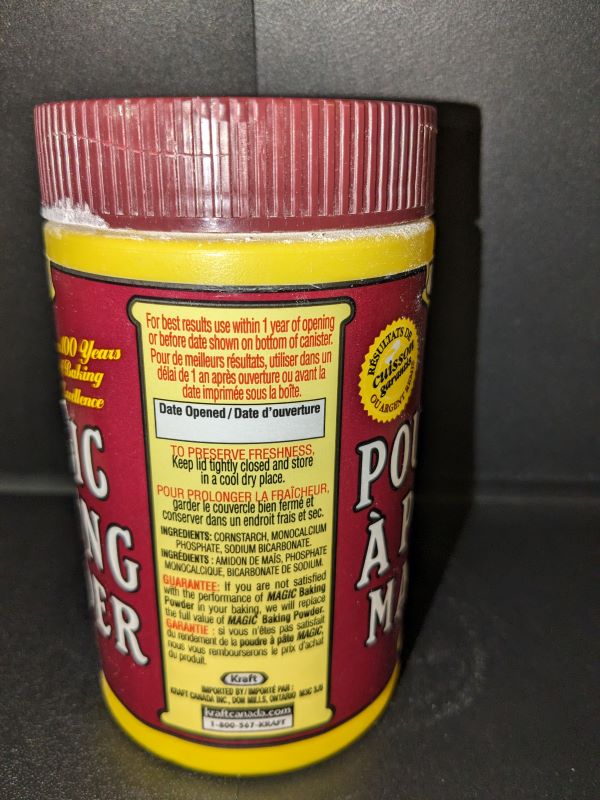 100 Years
Baking
IC
NG
ER
For best results use within 1 year of opening
or before date shown on bottom of canister.
Pour de meilleurs résultats, utiliser dans un
délai de 1 an après ouverture ou avant la
date imprimée sous la boîte.
Date Opened / Date d'ouverture
TO PRESERVE FRESHNESS,
Keep lid tightly closed and store
in a cool dry place.
POUR PROLONGER LA FRAÎCHEUR,
garder le couvercle bien fermé et
conserver dans un endroit frais et sec.
INGREDIENTS: CORNSTARCH, MONOCALCIUM
PHOSPHATE, SODIUM BICARBONATE.
INGRÉDIENTS : AMIDON DE MAÏS, PHOSPHATE
MONOCALCIQUE, BICARBONATE DE SODIUM.
GUARANTEE: If you are not satisfied
with the performance of MAGIC Baking
Powder in your baking, we will replace
the full value of MAGIC Baking Powder.
GARANTIE : si vous n'êtes pas satisfait
du rendement de la poudre à pâte MAGIC,
nous vous rembourserons le prix d'achat
du produit.
Kraft
IMPORTED BY / IMPORTÉ PAR :
KRAFT CANADA INC., DON MILLS, ONTARIO M3C 3J5
kraftcanada.com
1-800-567-KRAFT
RÉSULTATS DE
cuisson
garantis
OU ARGENT
POU
À P
MA